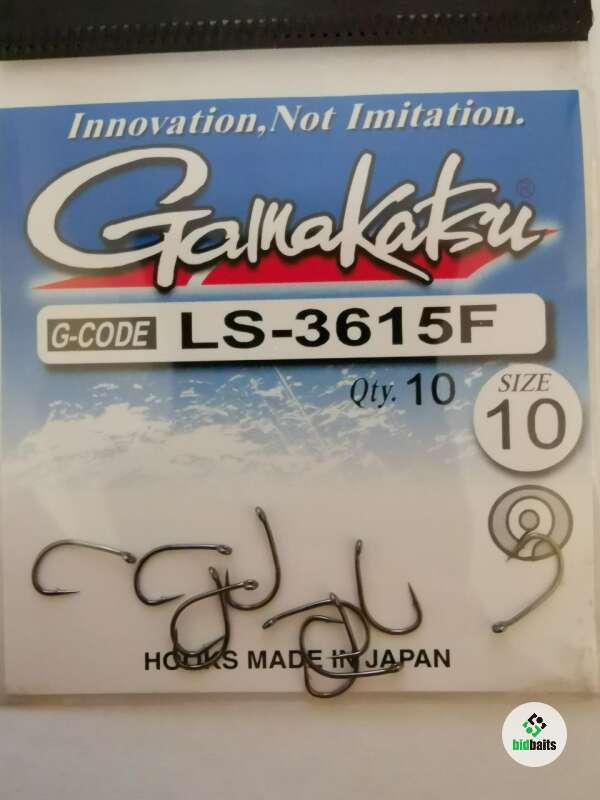 Innovation,Not Imitation.
Gamakatsu®
G-CODE LS-3615F
Qty. 10
SIZE
10
HOOKS MADE IN JAPAN
bidbaits